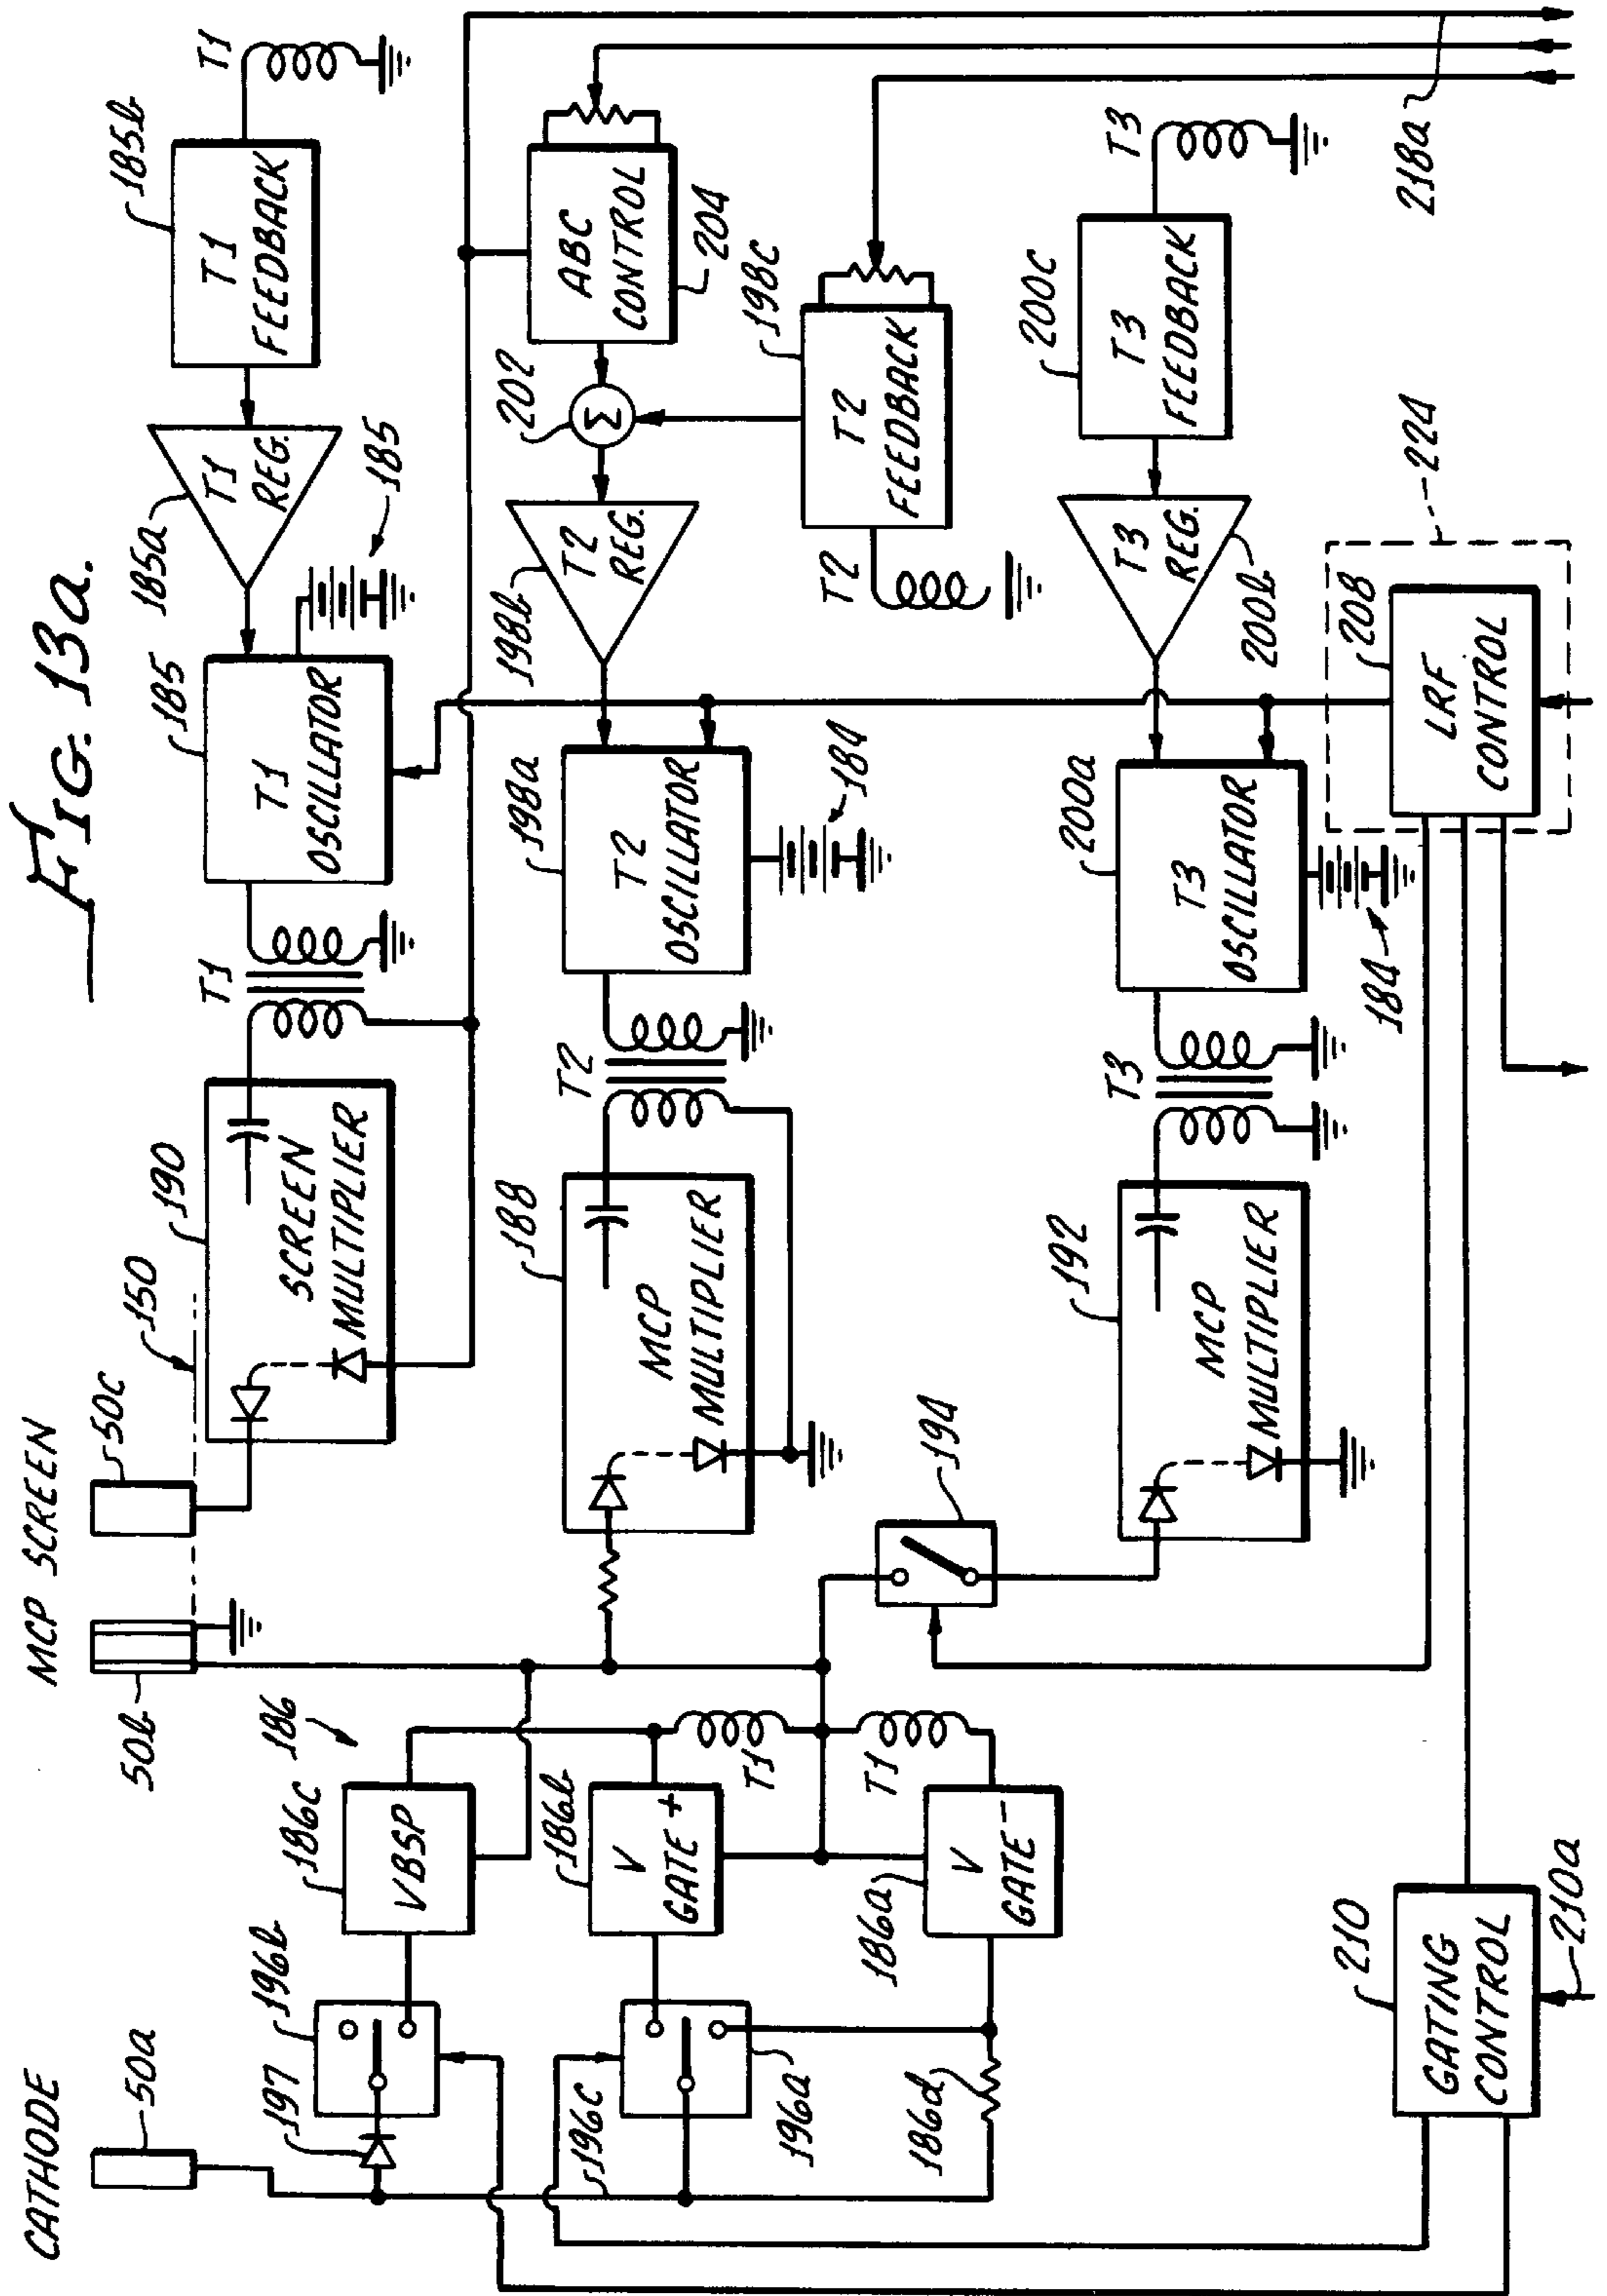 FIG. 13a.
CATHODE
MCP SCREEN
50a
50b
50c
150
190
SCREEN
MULTIPLIER
T1
185
T1
OSCILLATOR
185
185a
T1
REG.
185b
T1
FEEDBACK
T1
197
196b
186c
VBSP
186
188
MCP
MULTIPLIER
T2
198a
T2
OSCILLATOR
184
198b
T2
REG.
202
Σ
ABC
CONTROL
204
T2
T2
FEEDBACK
198c
196c
196a
186b
V
GATE +
T1
T1
186a
V
GATE -
186d
194
192
MCP
MULTIPLIER
T3
200a
T3
OSCILLATOR
184
T3
REG.
200b
200c
T3
FEEDBACK
T3
210
GATING
CONTROL
210a
208
LRF
CONTROL
224
218a